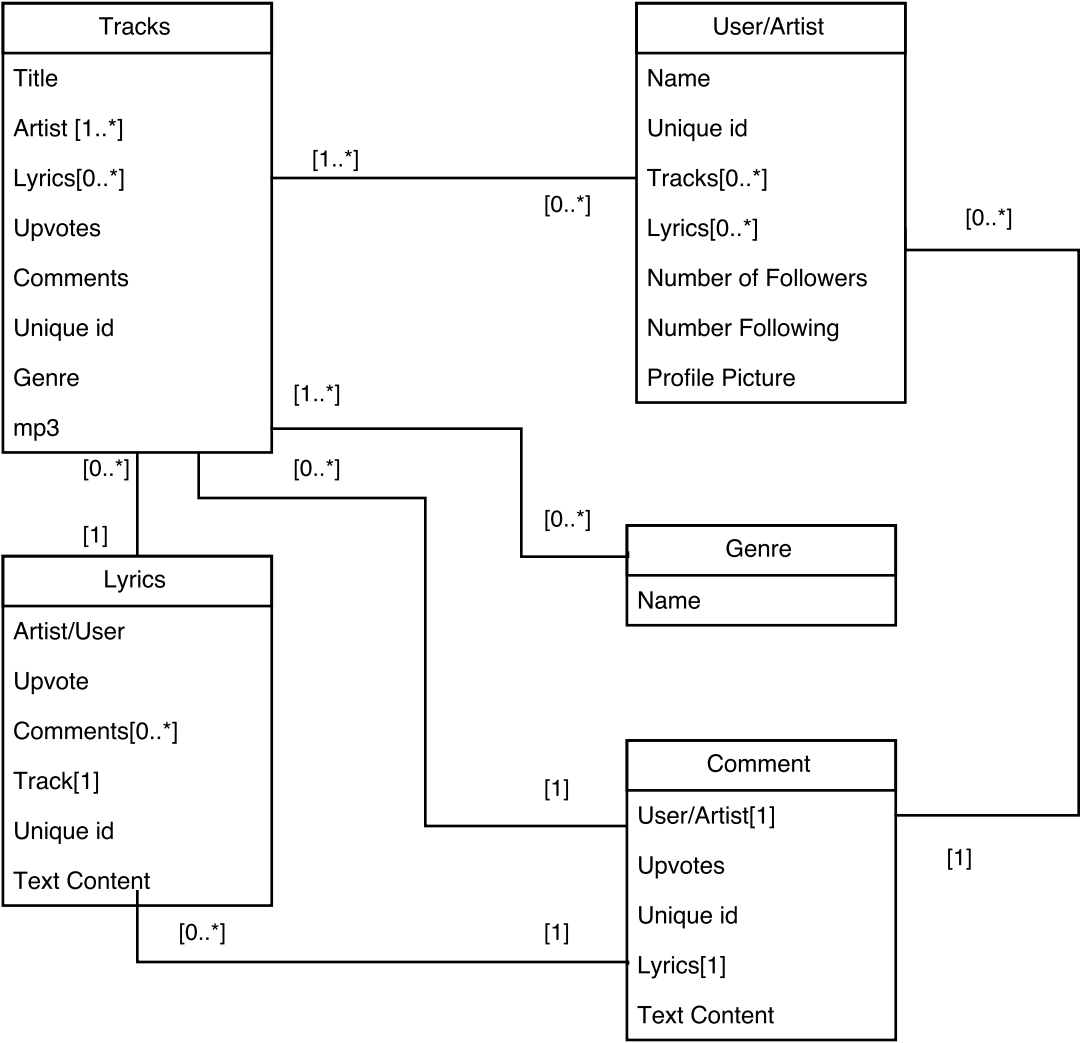 Tracks
Title
Artist [1..*]
Lyrics[0..*]
Upvotes
Comments
Unique id
Genre
mp3
User/Artist
Name
Unique id
Tracks[0..*]
Lyrics[0..*]
Number of Followers
Number Following
Profile Picture
[1..*]
[0..*]
[0..*]
[1..*]
[0..*]
[0..*]
[0..*]
[1]
Genre
Name
Lyrics
Artist/User
Upvote
Comments[0..*]
Track[1]
Unique id
Text Content
Comment
User/Artist[1]
Upvotes
Unique id
Lyrics[1]
Text Content
[1]
[1]
[0..*]
[1]